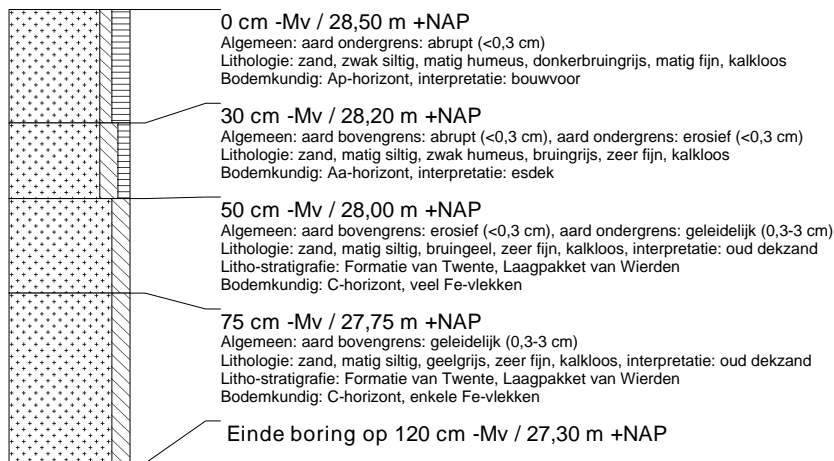 0 cm -Mv / 28,50 m +NAP
Algemeen: aard ondergrens: abrupt (<0,3 cm)
Lithologie: zand, zwak siltig, matig humeus, donkerbruingrijs, matig fijn, kalkloos
Bodemkundig: Ap-horizont, interpretatie: bouwvoor
30 cm -Mv / 28,20 m +NAP
Algemeen: aard bovengrens: abrupt (<0,3 cm), aard ondergrens: erosief (<0,3 cm)
Lithologie: zand, matig siltig, zwak humeus, bruingrijs, zeer fijn, kalkloos
Bodemkundig: Aa-horizont, interpretatie: esdek
50 cm -Mv / 28,00 m +NAP
Algemeen: aard bovengrens: erosief (<0,3 cm), aard ondergrens: geleidelijk (0,3-3 cm)
Lithologie: zand, matig siltig, bruingeel, zeer fijn, kalkloos, interpretatie: oud dekzand
Litho-stratigrafie: Formatie van Twente, Laagpakket van Wierden
Bodemkundig: C-horizont, veel Fe-vlekken
75 cm -Mv / 27,75 m +NAP
Algemeen: aard bovengrens: geleidelijk (0,3-3 cm)
Lithologie: zand, matig siltig, geelgrijs, zeer fijn, kalkloos, interpretatie: oud dekzand
Litho-stratigrafie: Formatie van Twente, Laagpakket van Wierden
Bodemkundig: C-horizont, enkele Fe-vlekken
Einde boring op 120 cm -Mv / 27,30 m +NAP